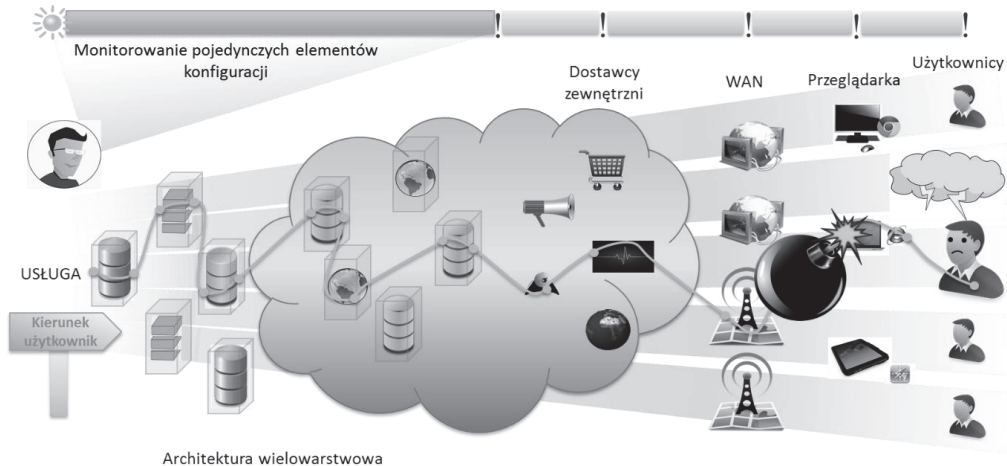 Monitorowanie pojedynczych elementów
konfiguracji
Dostawcy
zewnętrzni
WAN
Przeglądarka
Użytkownicy
USŁUGA
Kierunek
użytkownik
Architektura wielowarstwowa